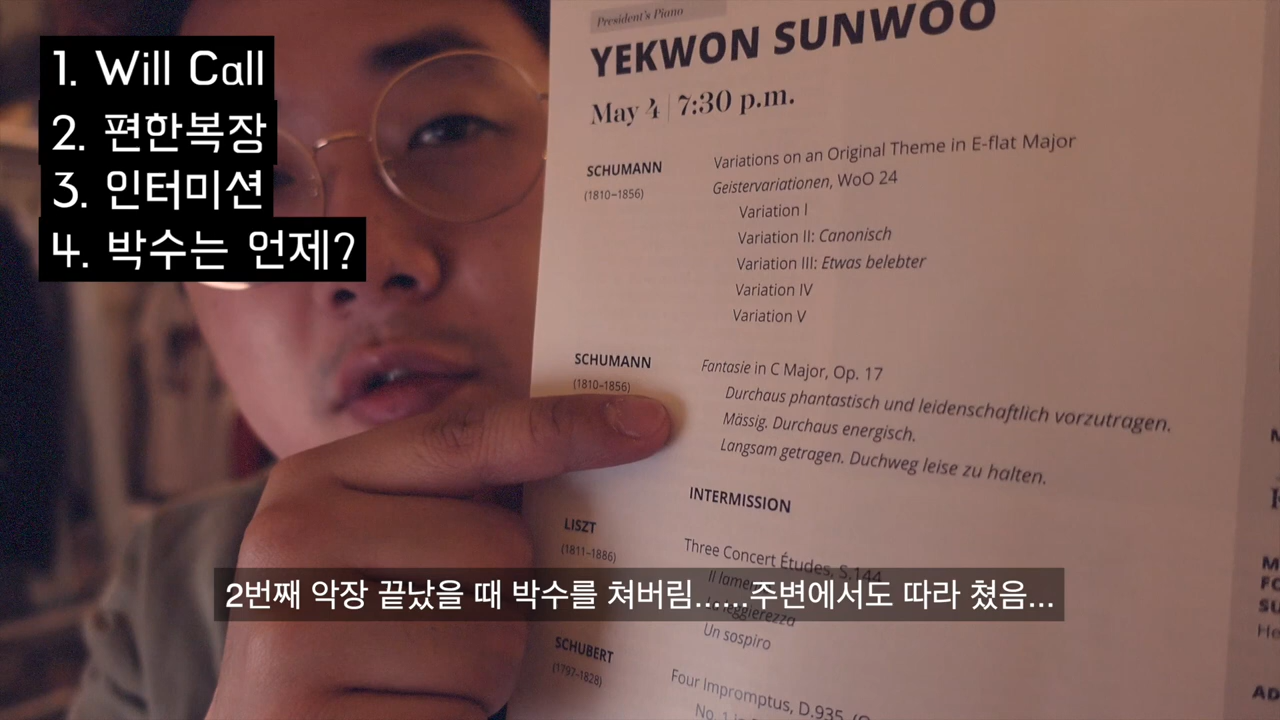 1. Will Call
2. 편한복장
3. 인터미션
4. 박수는 언제?
President's Piano
YEKWON SUNWOO
May 4 | 7:30 p.m.
SCHUMANN
(1810–1856)
Variations on an Original Theme in E-flat Major
Geistervariationen, WoO 24
Variation I
Variation II: Canonisch
Variation III: Etwas belebter
Variation IV
Variation V
SCHUMANN
(1810–1856)
Fantasie in C Major, Op. 17
Durchaus phantastisch und leidenschaftlich vorzutragen.
Mässig. Durchaus energisch.
Langsam getragen. Duchweg leise zu halten.
INTERMISSION
LISZT
(1811–1886)
Three Concert Études, S.144
Il
leggierezza
Un sospiro
2번째 악장 끝났을 때 박수를 쳐버림......주변에서도 따라 쳤음...
SCHUBERT
(1797–1828)
Four Impromptus, D.935,
No. 1 in